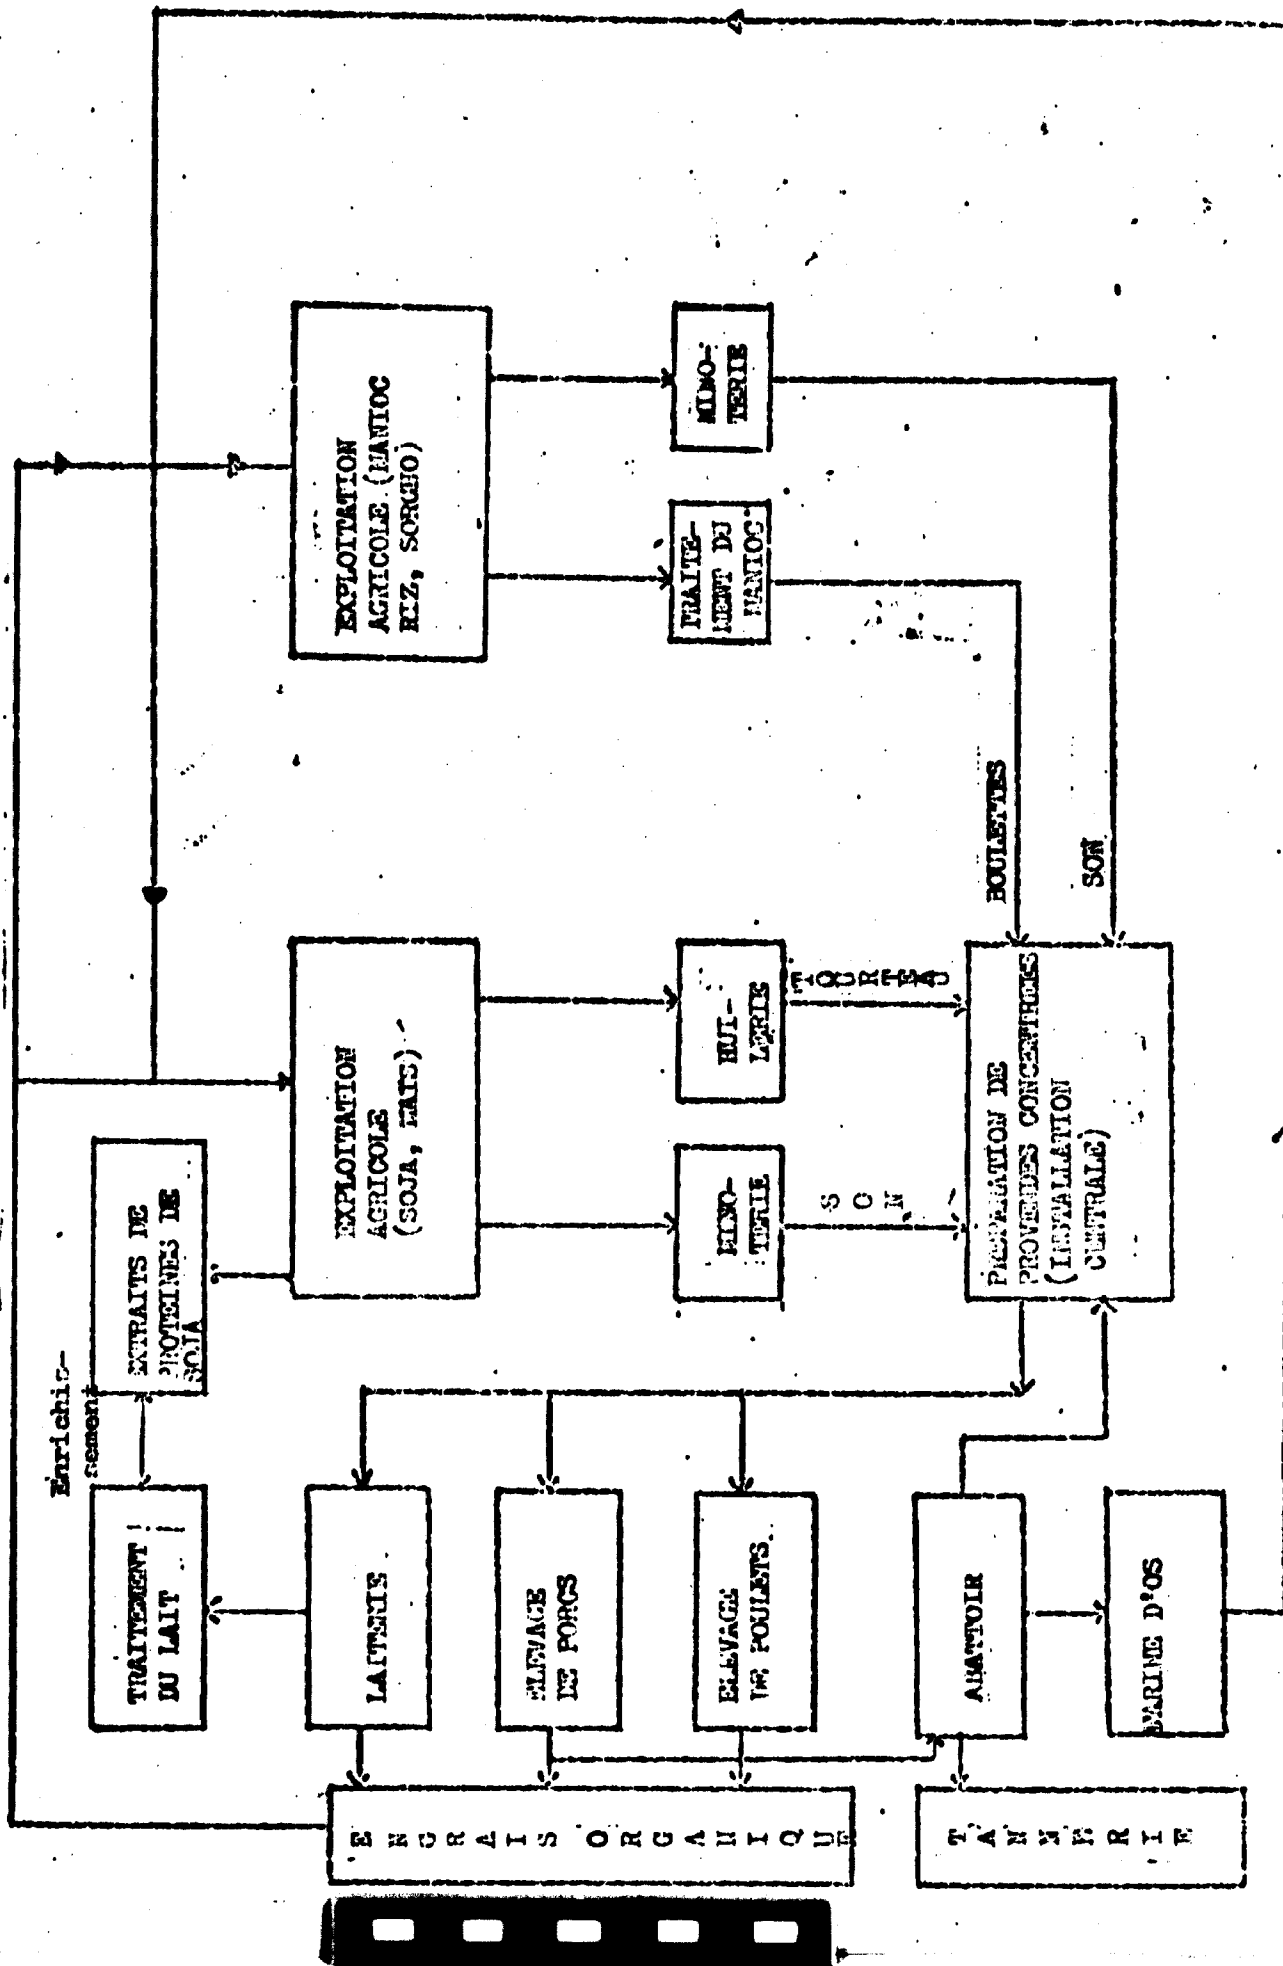 Enrichis-
sement
TRAITEMENT
DU LAIT
EXTRAITS DE
PROTEINES DE
SOJA
LAITERIE
EXPLOITATION
AGRICOLE
(SOJA, MAIS)
EXPLOITATION
AGRICOLE (MANIOC
RIZ, SORGHO)
ELEVAGE
DE PORCS
ELEVAGE
DE POULETS
MINO-
TERIE
HUI-
LERIE
TRAITE-
MENT DU
MANIOC
MINO-
TERIE
SON
TOURTEAU
ENGRAIS ORGANIQUE
ABATTOIR
PREPARATION DE
PROVENDES CONCENTREES
(INSTALLATION
CENTRALE)
BOULETTES
SON
TANNERIE
FARINE D'OS